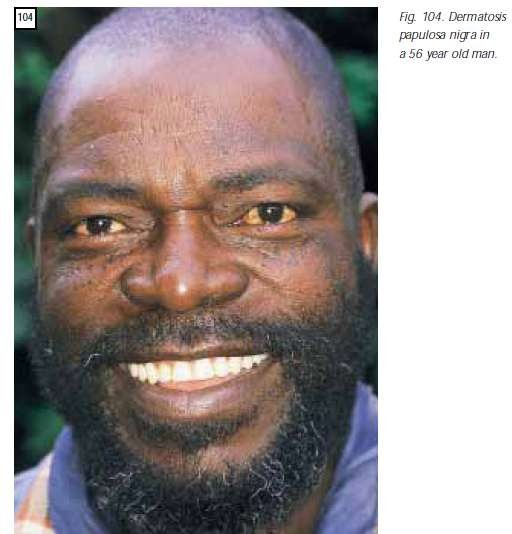 104
Fig. 104. Dermatosis
papulosa nigra in
a 56 year old man.